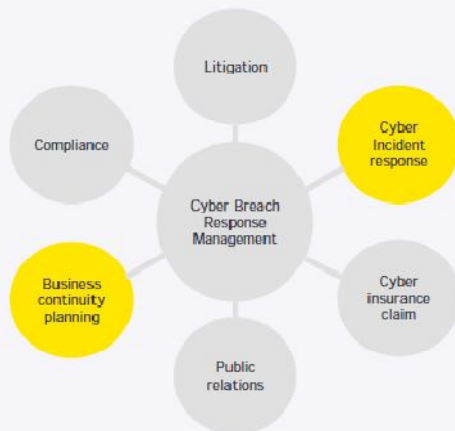 Litigation
Compliance
Cyber
Incident
response
Cyber Breach
Response
Management
Business
continuity
planning
Cyber
insurance
claim
Public
relations